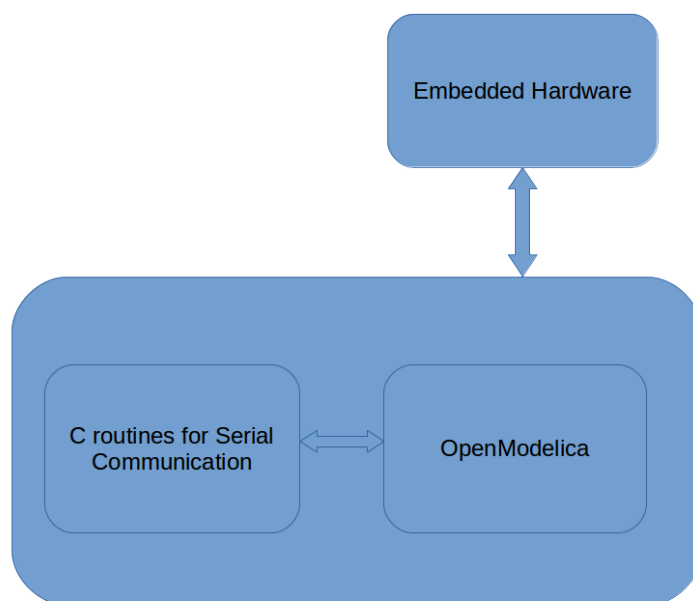 Embedded Hardware
C routines for Serial
Communication
OpenModelica